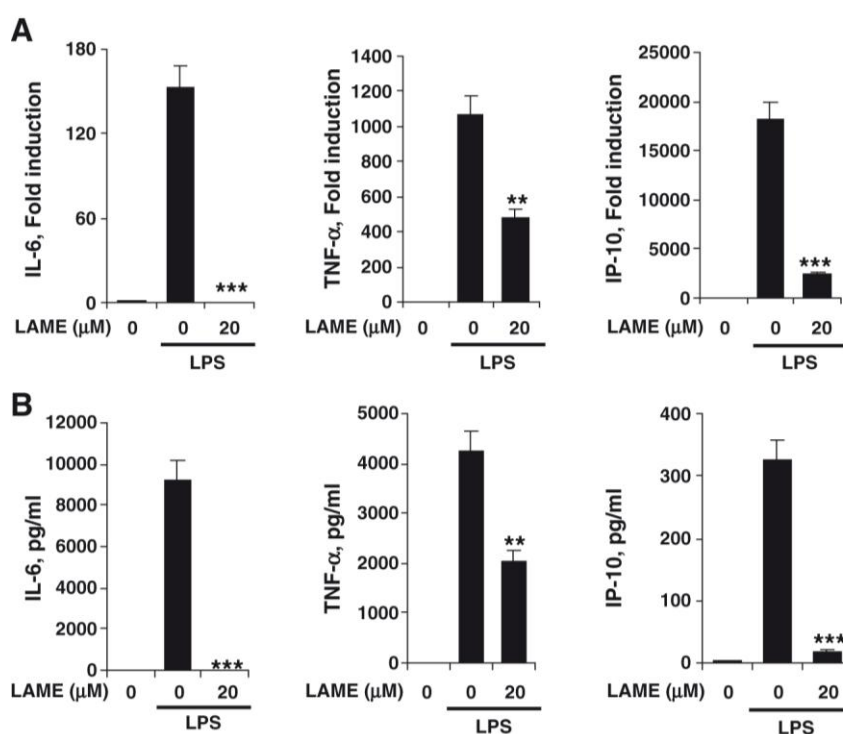 A
IL-6, Fold induction
180
120
60
0
***
LAME (μM) 0 0 20
LPS
TNF-α, Fold induction
1400
1200
1000
800
600
400
200
0
**
0 0 20
LPS
IP-10, Fold induction
25000
20000
15000
10000
5000
0
***
LAME (μM) 0 0 20
LPS
B
IL-6, pg/ml
12000
10000
8000
6000
4000
2000
0
***
LAME (μM) 0 0 20
LPS
TNF-α, pg/ml
5000
4000
3000
2000
1000
0
**
LAME (μM) 0 0 20
LPS
IP-10, pg/ml
400
300
200
100
0
***
LAME (μM) 0 0 20
LPS